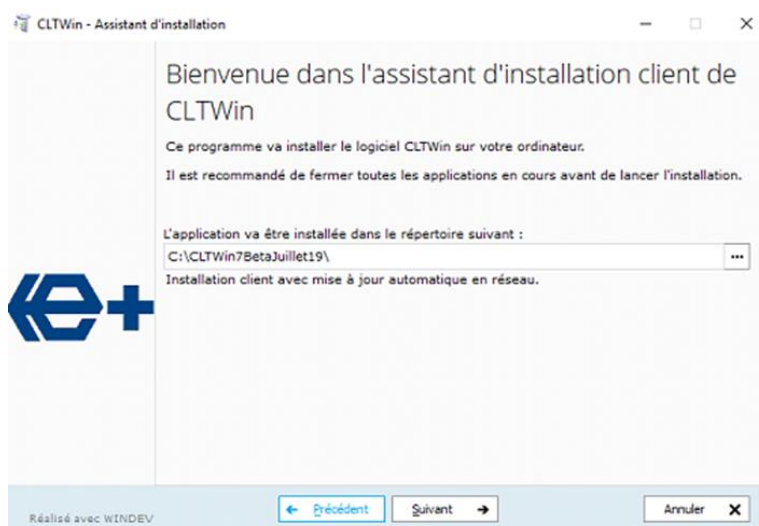 CLTWin - Assistant d'installation
Bienvenue dans l'assistant d'installation client de
CLTWin
Ce programme va installer le logiciel CLTWin sur votre ordinateur.
Il est recommandé de fermer toutes les applications en cours avant de lancer l'installation.
L'application va être installée dans le répertoire suivant :
C:\CLTWin7BetaJuillet19\
Installation client avec mise à jour automatique en réseau.
e+
Réalisé avec WINDEV
Précédent
Suivant
Annuler